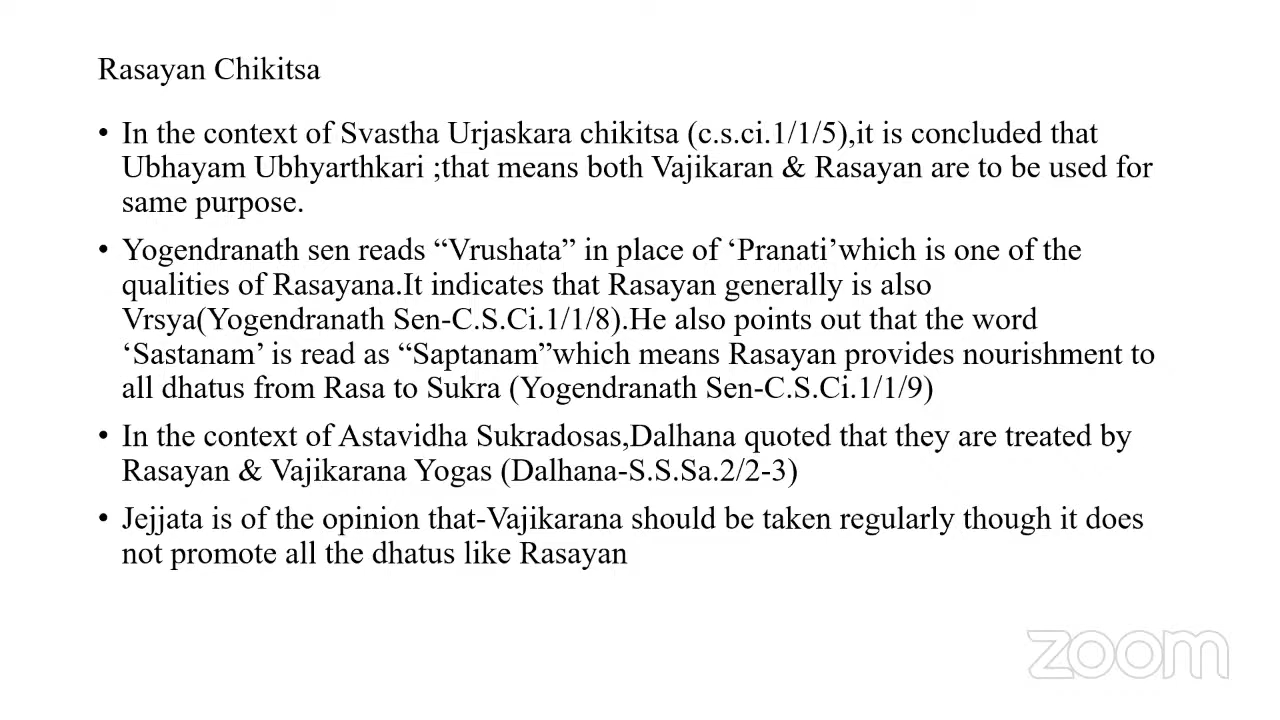 Rasayan Chikitsa
• In the context of Svastha Urjaskara chikitsa (c.s.ci.1/1/5),it is concluded that
Ubhayam Ubhyarthkari ;that means both Vajikaran & Rasayan are to be used for
same purpose.
• Yogendranath sen reads “Vrushata” in place of ‘Pranati’which is one of the
qualities of Rasayana.It indicates that Rasayan generally is also
Vrsya(Yogendranath Sen-C.S.Ci.1/1/8).He also points out that the word
‘Sastanam’ is read as “Saptanam”which means Rasayan provides nourishment to
all dhatus from Rasa to Sukra (Yogendranath Sen-C.S.Ci.1/1/9)
• In the context of Astavidha Sukradosas,Dalhana quoted that they are treated by
Rasayan & Vajikarana Yogas (Dalhana-S.S.Sa.2/2-3)
• Jejjata is of the opinion that-Vajikarana should be taken regularly though it does
not promote all the dhatus like Rasayan
zoom